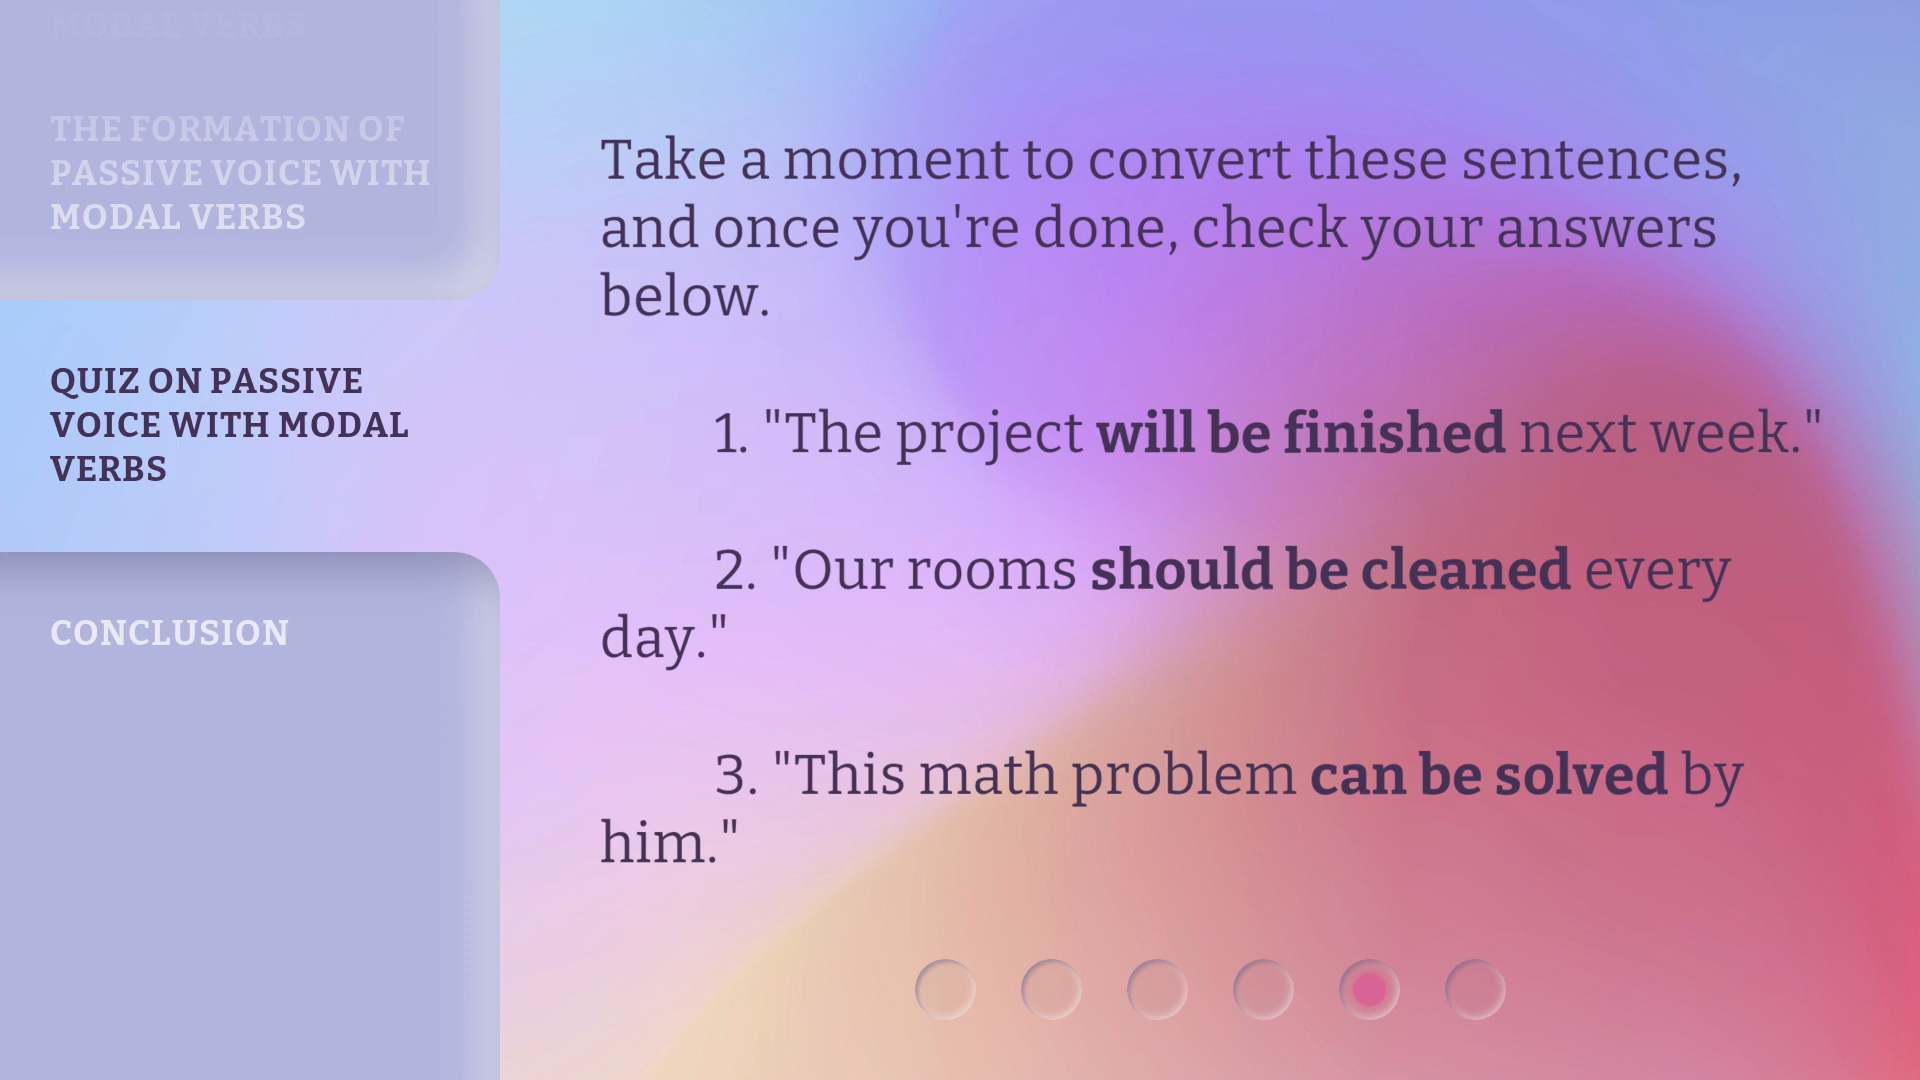 MODAL VERBS
THE FORMATION OF
PASSIVE VOICE WITH
MODAL VERBS
QUIZ ON PASSIVE
VOICE WITH MODAL
VERBS
CONCLUSION
Take a moment to convert these sentences,
and once you're done, check your answers
below.
1. "The project will be finished next week."
2. "Our rooms should be cleaned every
day."
3. "This math problem can be solved by
him."